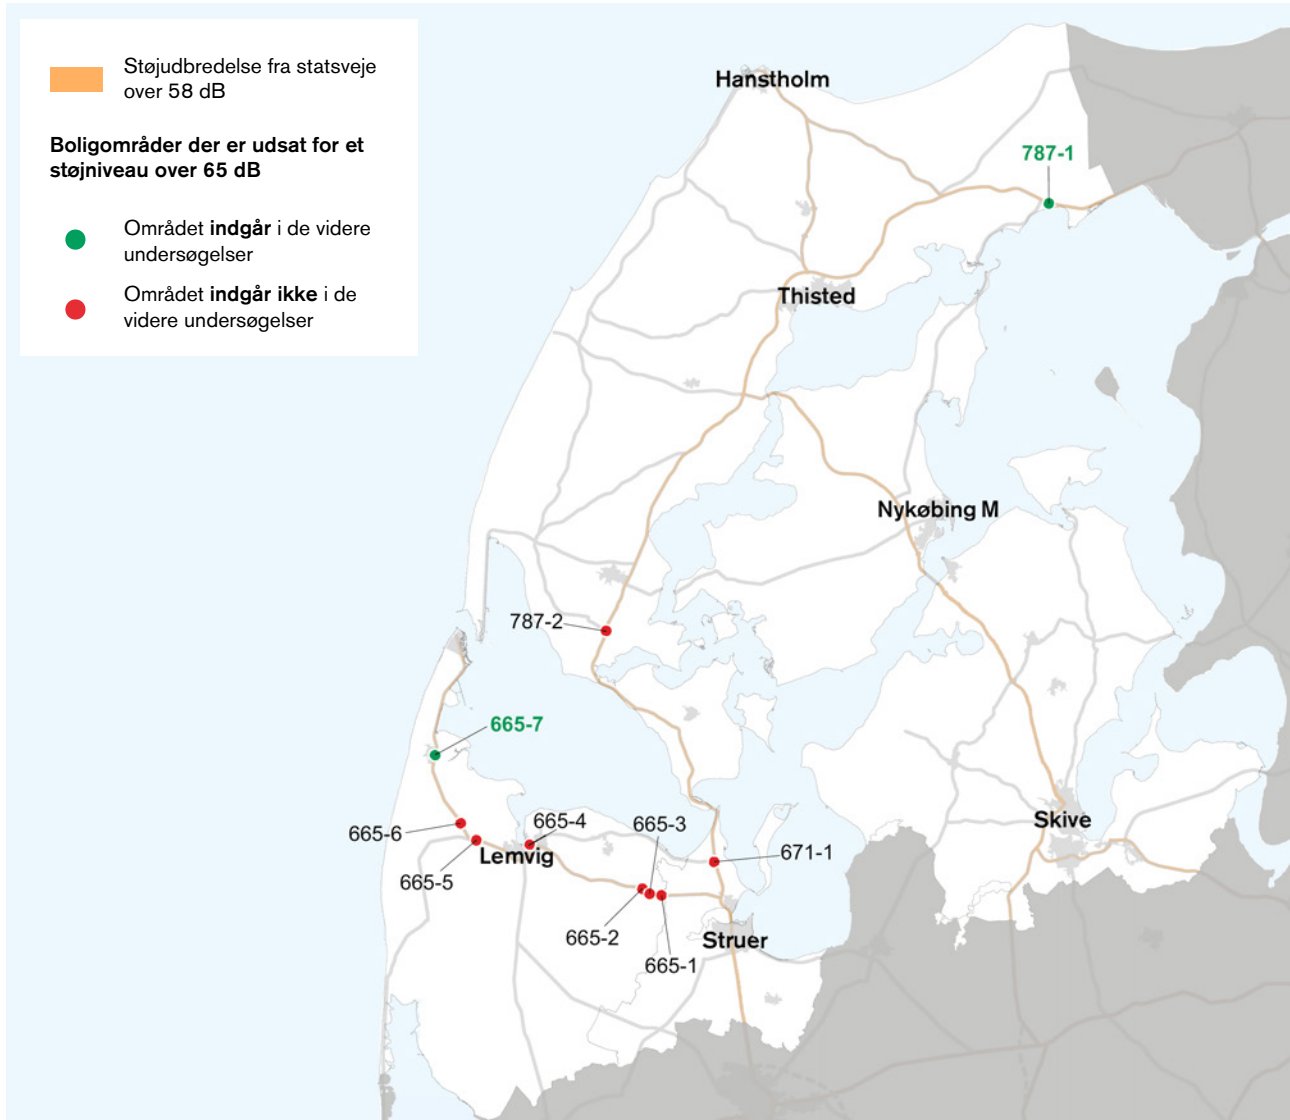 Støjudbredelse fra statsveje
over 58 dB
Boligområder der er udsat for et
støjniveau over 65 dB
Området indgår i de videre
undersøgelser
Området indgår ikke i de
videre undersøgelser
Hanstholm
787-1
Thisted
Nykøbing M
787-2
665-7
665-6
665-4
665-3
Skive
671-1
Lemvig
665-5
665-2
Struer
665-1